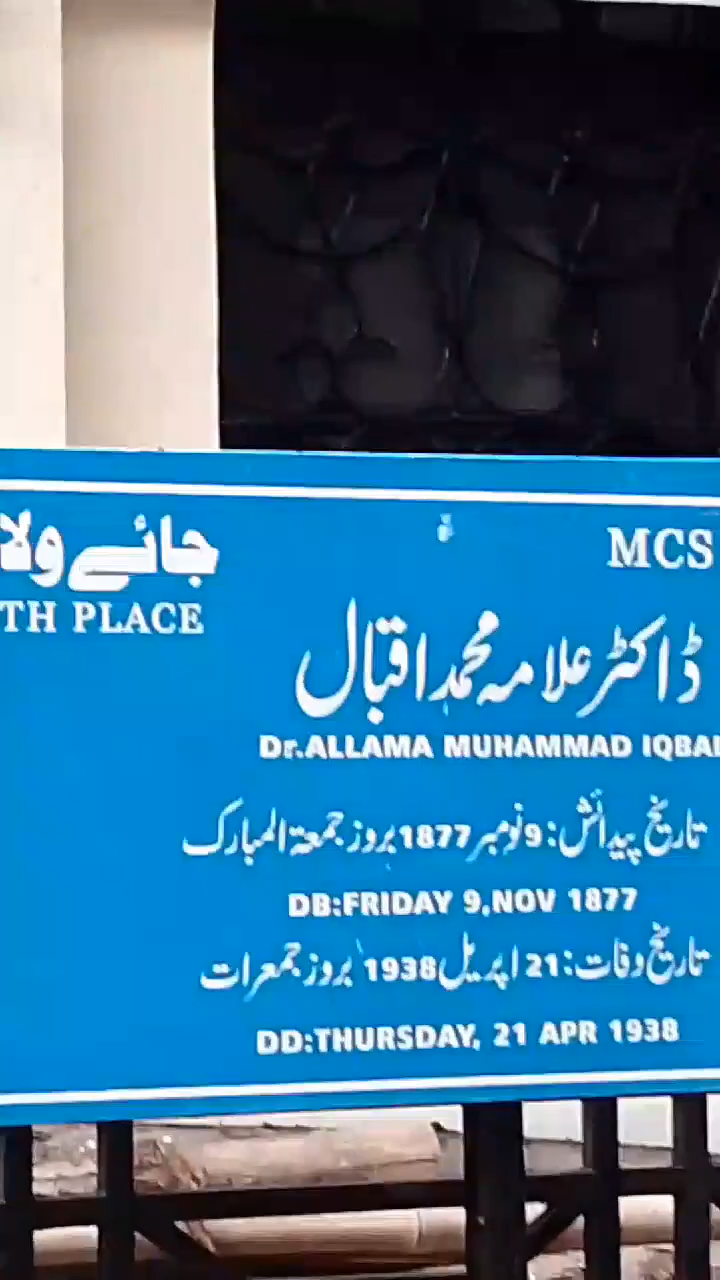 جائے ولا
MCS
TH PLACE
ڈاکٹر علامہ محمد اقبال
Dr.ALLAMA MUHAMMAD IQBAL
تاریخ پیدائش: 9 نومبر 1877 بروز جمعۃ المبارک
DB:FRIDAY 9,NOV 1877
تاریخ وفات: 21 اپریل 1938 بروز جمعرات
DD:THURSDAY, 21 APR 1938